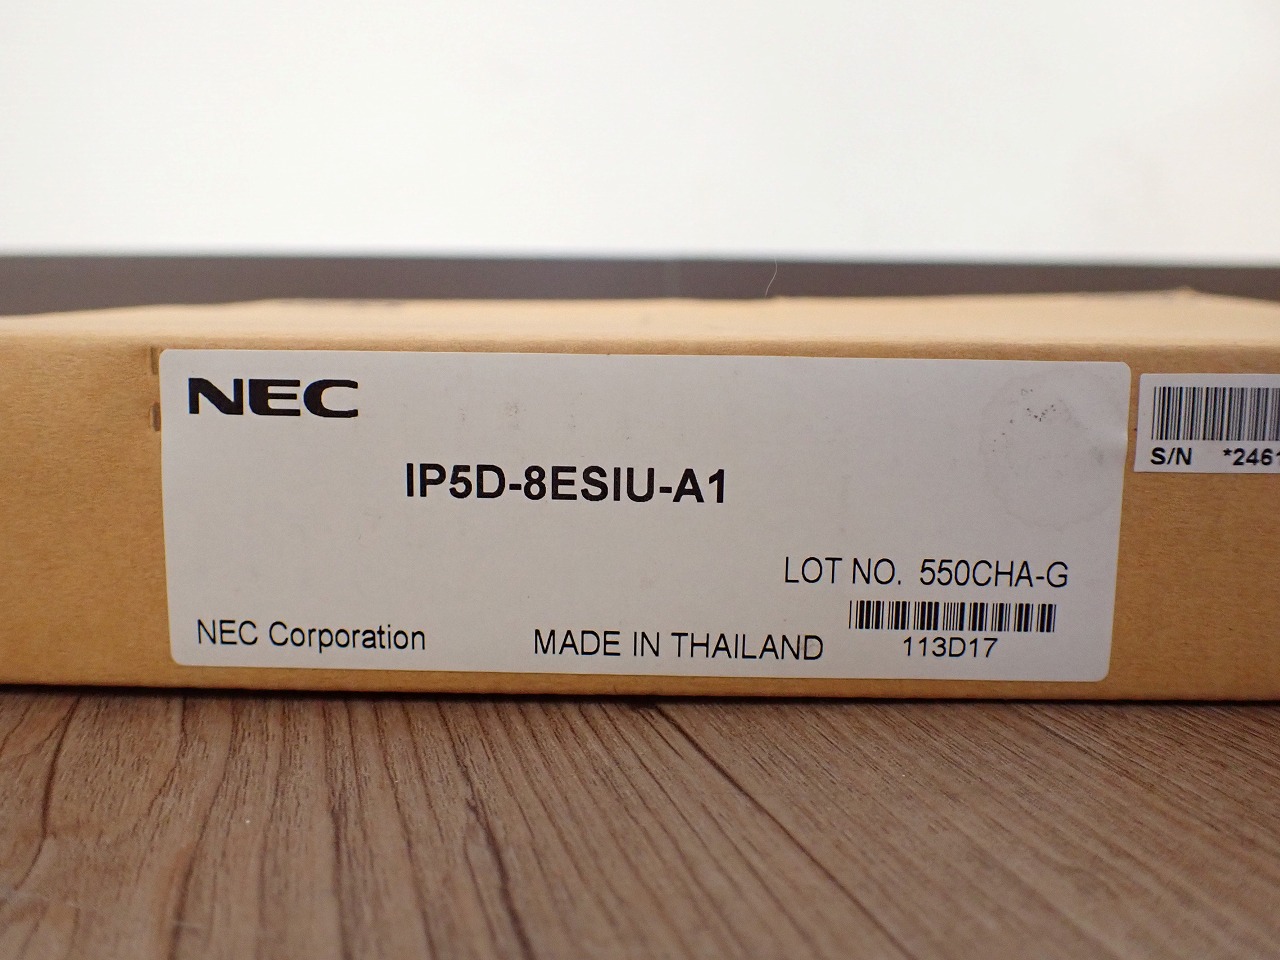 NEC
IP5D-8ESIU-A1
LOT NO. 550CHA-G
113D17
NEC Corporation
MADE IN THAILAND
S/N *2461